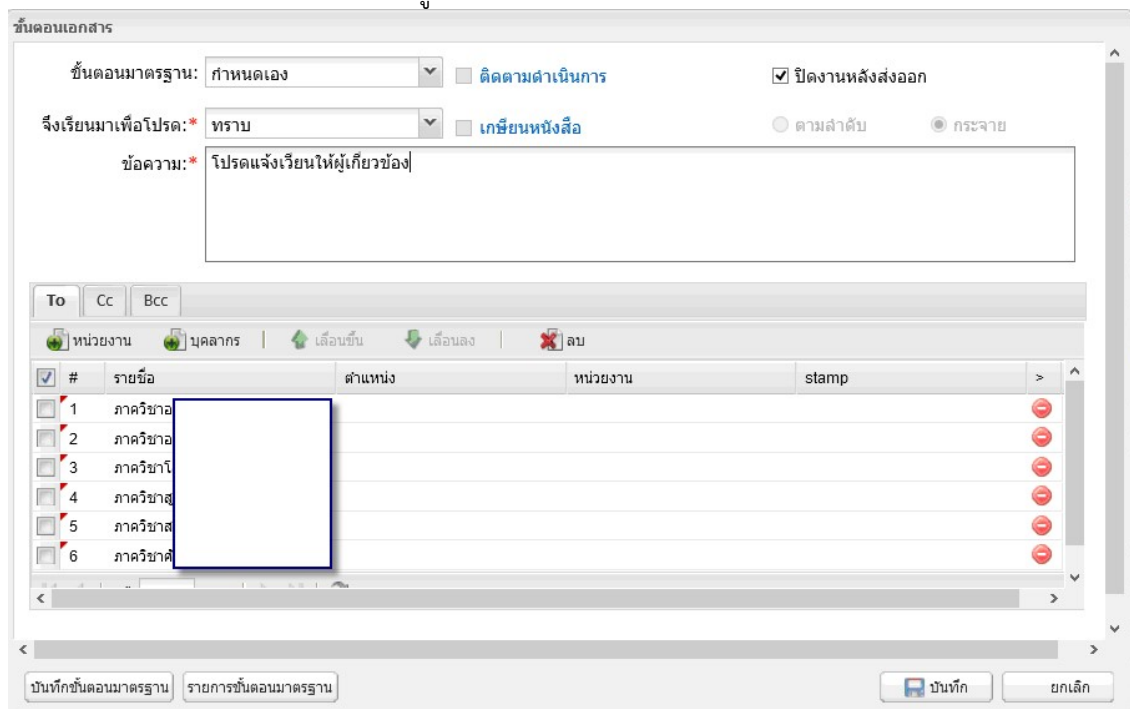 ขั้นตอนเอกสาร
ขั้นตอนมาตรฐาน: กำหนดเอง ติดตามดำเนินการ ปิดงานหลังส่งออก
จึงเรียนมาเพื่อโปรด:* ทราบ เกษียนหนังสือ ตามลำดับ กระจาย
ข้อความ:* โปรดแจ้งเวียนให้ผู้เกี่ยวข้อง
To Cc Bcc
หน่วยงาน บุคลากร เลื่อนขึ้น เลื่อนลง ลบ
# รายชื่อ ตำแหน่ง หน่วยงาน stamp >
1 ภาควิชาอ
2 ภาควิชาอ
3 ภาควิชาโ
4 ภาควิชาสู
5 ภาควิชาส
6 ภาควิชาศั
บันทึกขั้นตอนมาตรฐาน รายการขั้นตอนมาตรฐาน บันทึก ยกเลิก